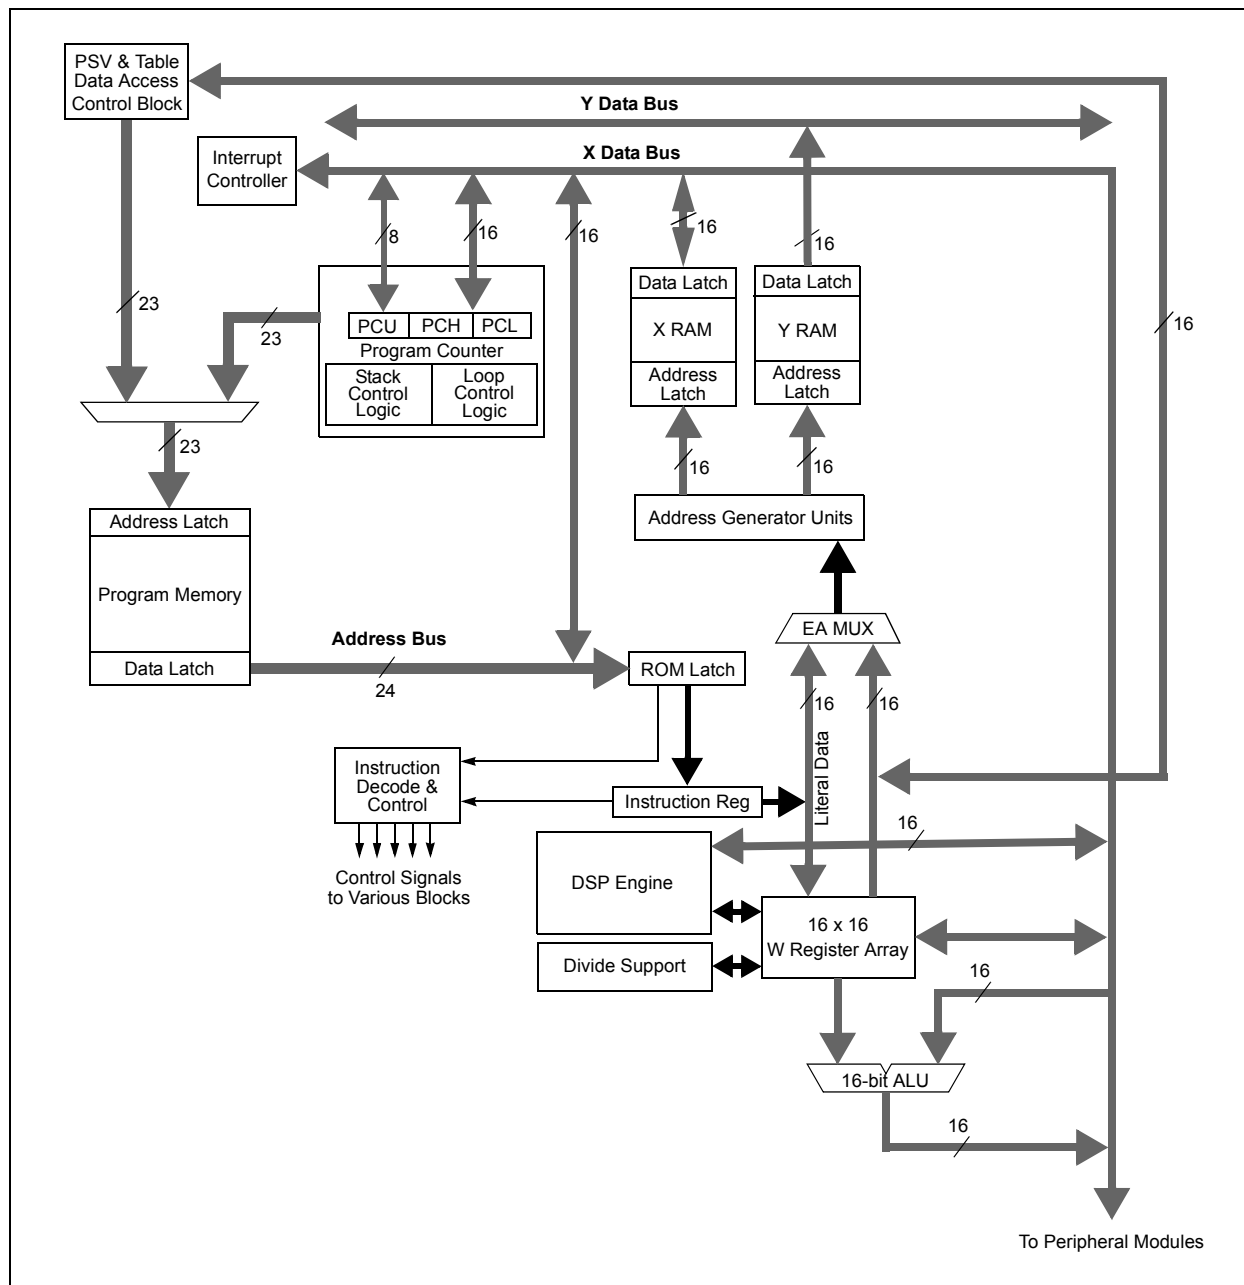 PSV & Table
Data Access
Control Block
Y Data Bus
X Data Bus
Interrupt
Controller
8
16
16
16
16
23
23
16
Data Latch
Data Latch
PCU
PCH
PCL
Program Counter
X RAM
Y RAM
Stack
Control
Logic
Loop
Control
Logic
Address
Latch
Address
Latch
23
16
16
Address Latch
Address Generator Units
Program Memory
EA MUX
Address Bus
Data Latch
24
ROM Latch
16
16
Literal Data
Instruction
Decode &
Control
Instruction Reg
16
Control Signals
to Various Blocks
DSP Engine
16 x 16
W Register Array
Divide Support
16
16-bit ALU
16
To Peripheral Modules